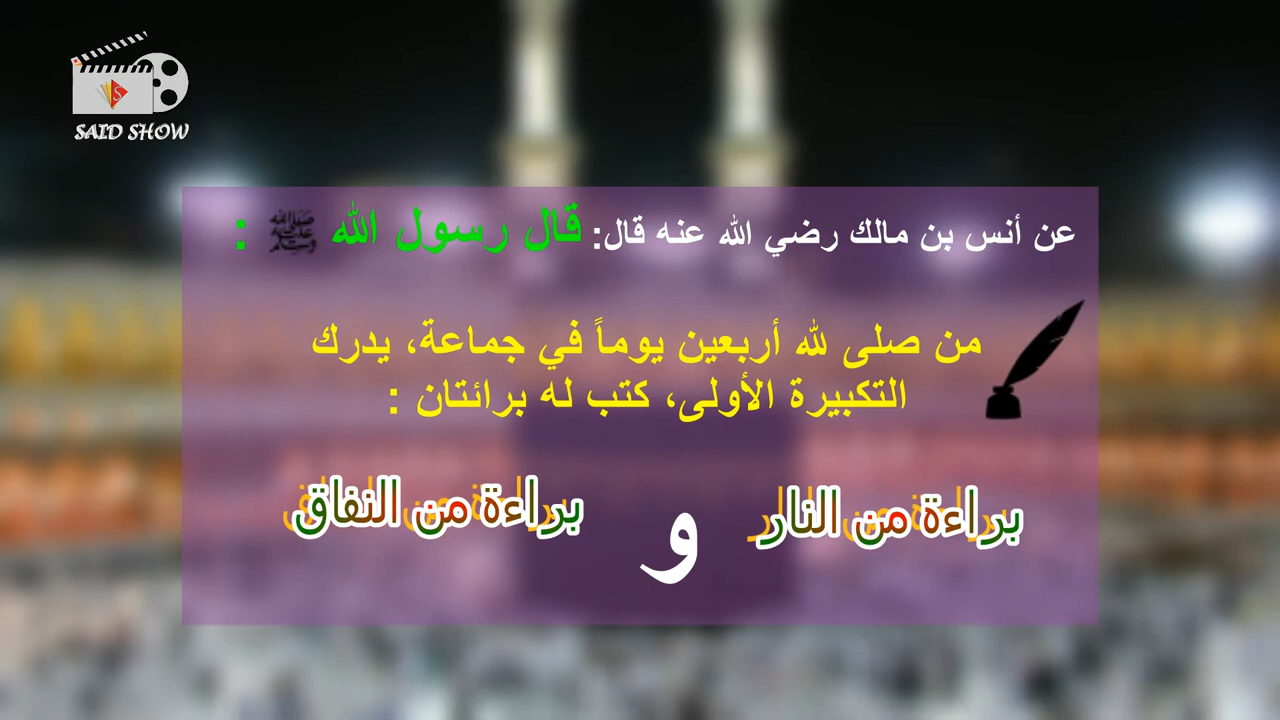 SAID SHOW
عن أنس بن مالك رضي الله عنه قال: قال رسول الله ﷺ :
من صلى لله أربعين يوماً في جماعة، يدرك
التكبيرة الأولى، كتب له برائتان :
براءة من النار و براءة من النفاق